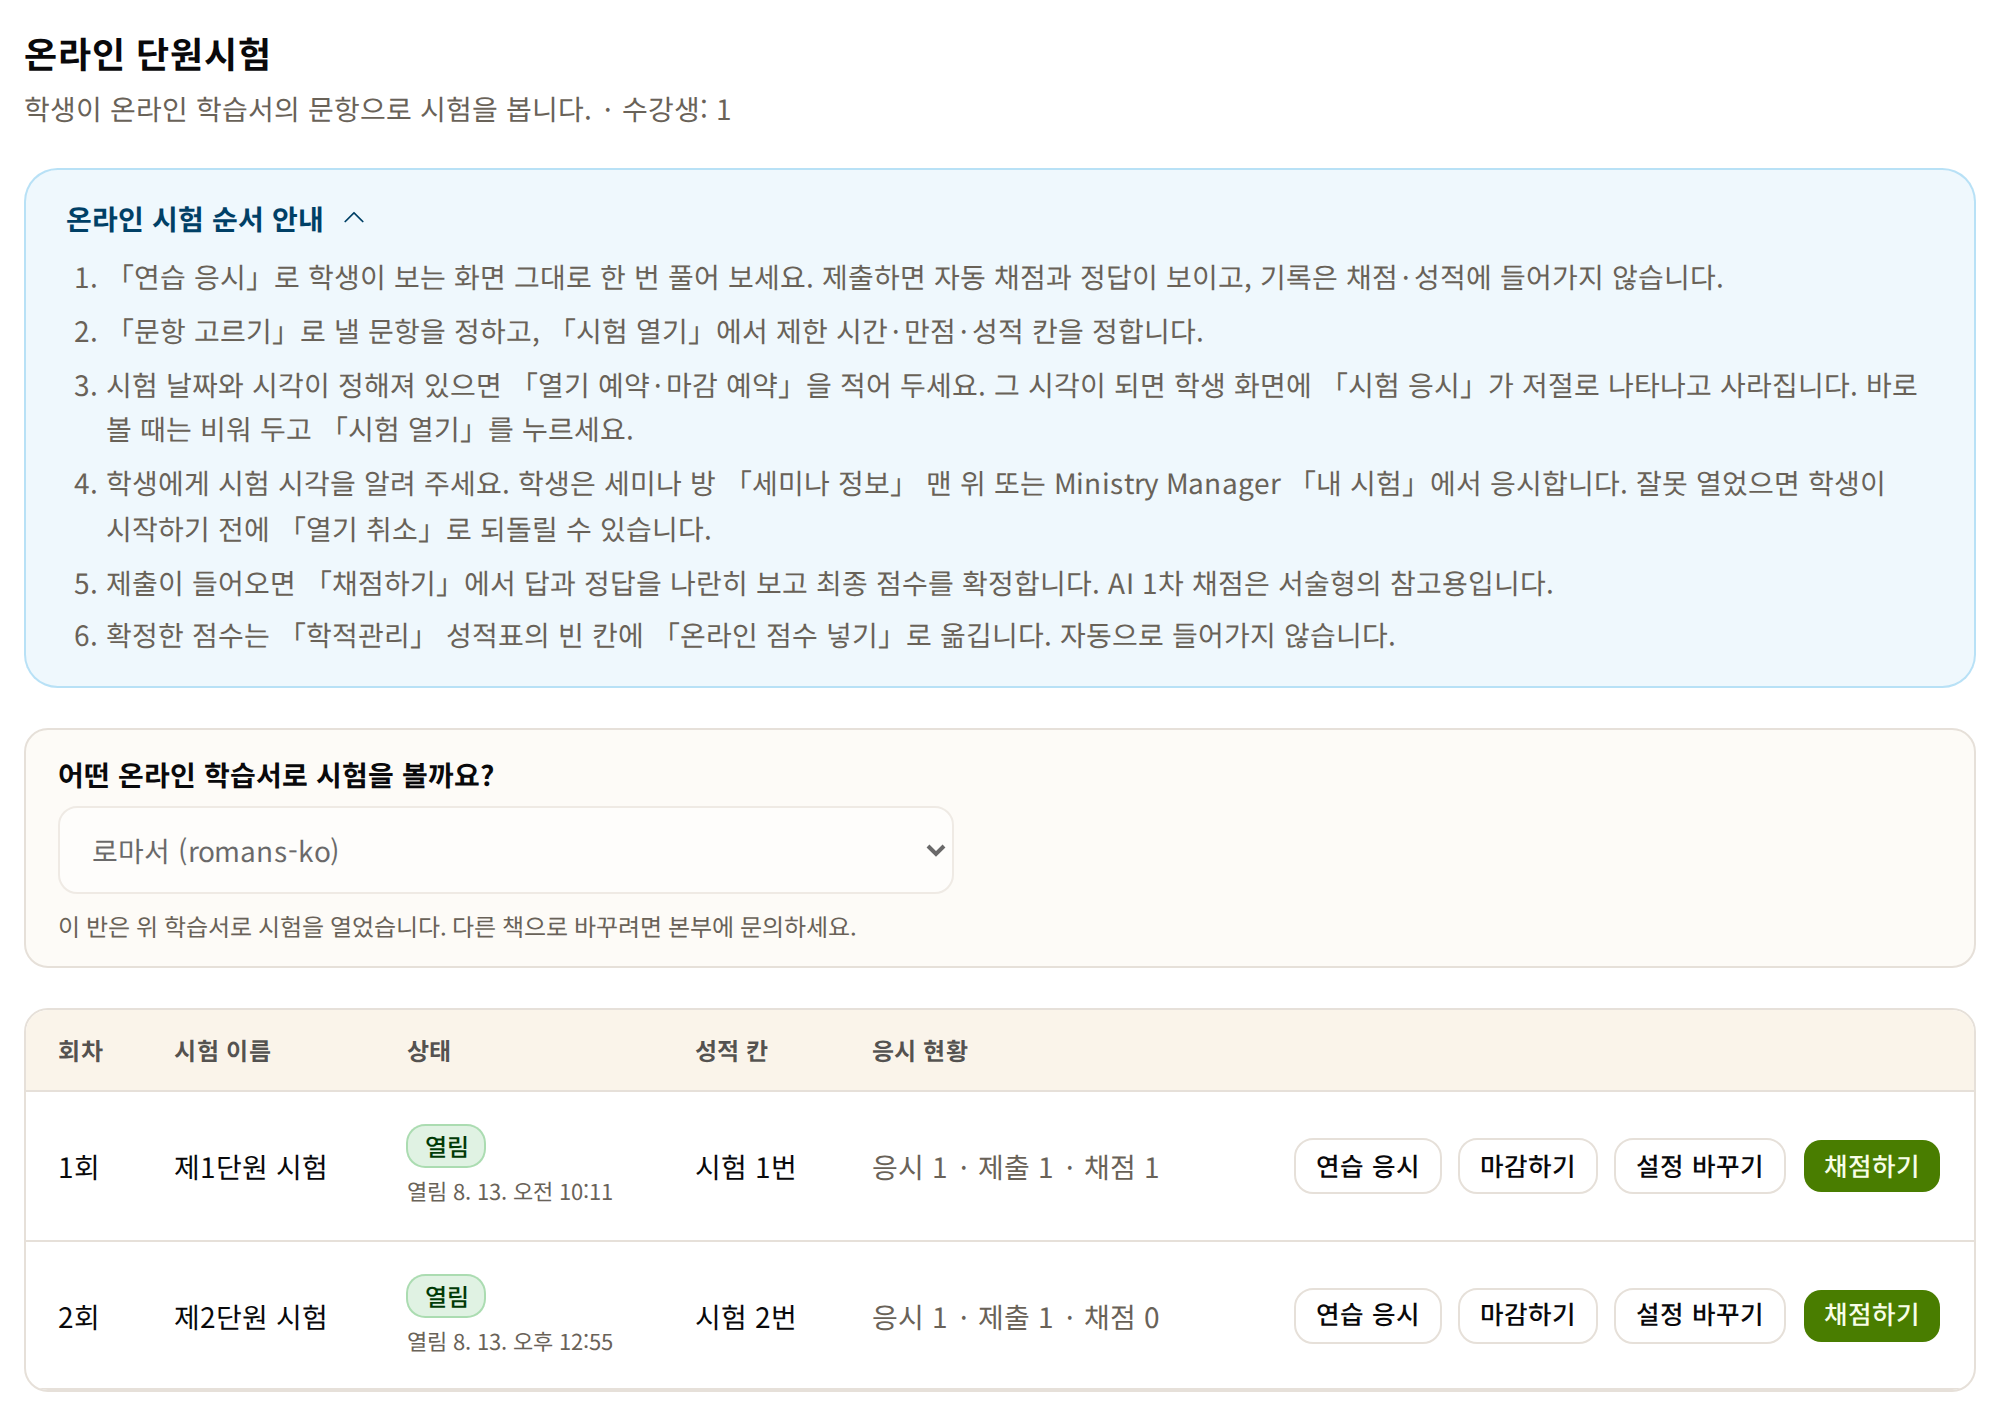 온라인 단원시험
학생이 온라인 학습서의 문항으로 시험을 봅니다. · 수강생: 1
온라인 시험 순서 안내
1. 「연습 응시」로 학생이 보는 화면 그대로 한 번 풀어 보세요. 제출하면 자동 채점과 정답이 보이고, 기록은 채점·성적에 들어가지 않습니다.
2. 「문항 고르기」로 낼 문항을 정하고, 「시험 열기」에서 제한 시간·만점·성적 칸을 정합니다.
3. 시험 날짜와 시각이 정해져 있으면 「열기 예약·마감 예약」을 적어 두세요. 그 시각이 되면 학생 화면에 「시험 응시」가 저절로 나타나고 사라집니다. 바로
볼 때는 비워 두고 「시험 열기」를 누르세요.
4. 학생에게 시험 시각을 알려 주세요. 학생은 세미나 방 「세미나 정보」 맨 위 또는 Ministry Manager 「내 시험」에서 응시합니다. 잘못 열었으면 학생이
시작하기 전에 「열기 취소」로 되돌릴 수 있습니다.
5. 제출이 들어오면 「채점하기」에서 답과 정답을 나란히 보고 최종 점수를 확정합니다. AI 1차 채점은 서술형의 참고용입니다.
6. 확정한 점수는 「학적관리」 성적표의 빈 칸에 「온라인 점수 넣기」로 옮깁니다. 자동으로 들어가지 않습니다.
어떤 온라인 학습서로 시험을 볼까요?
로마서 (romans-ko)
이 반은 위 학습서로 시험을 열었습니다. 다른 책으로 바꾸려면 본부에 문의하세요.
회차 시험 이름 상태 성적 칸 응시 현황
열림
1회 제1단원 시험 시험 1번 응시 1 · 제출 1 · 채점 1 연습 응시 마감하기 설정 바꾸기 채점하기
열림 8. 13. 오전 10:11
열림
2회 제2단원 시험 시험 2번 응시 1 · 제출 1 · 채점 0 연습 응시 마감하기 설정 바꾸기 채점하기
열림 8. 13. 오후 12:55